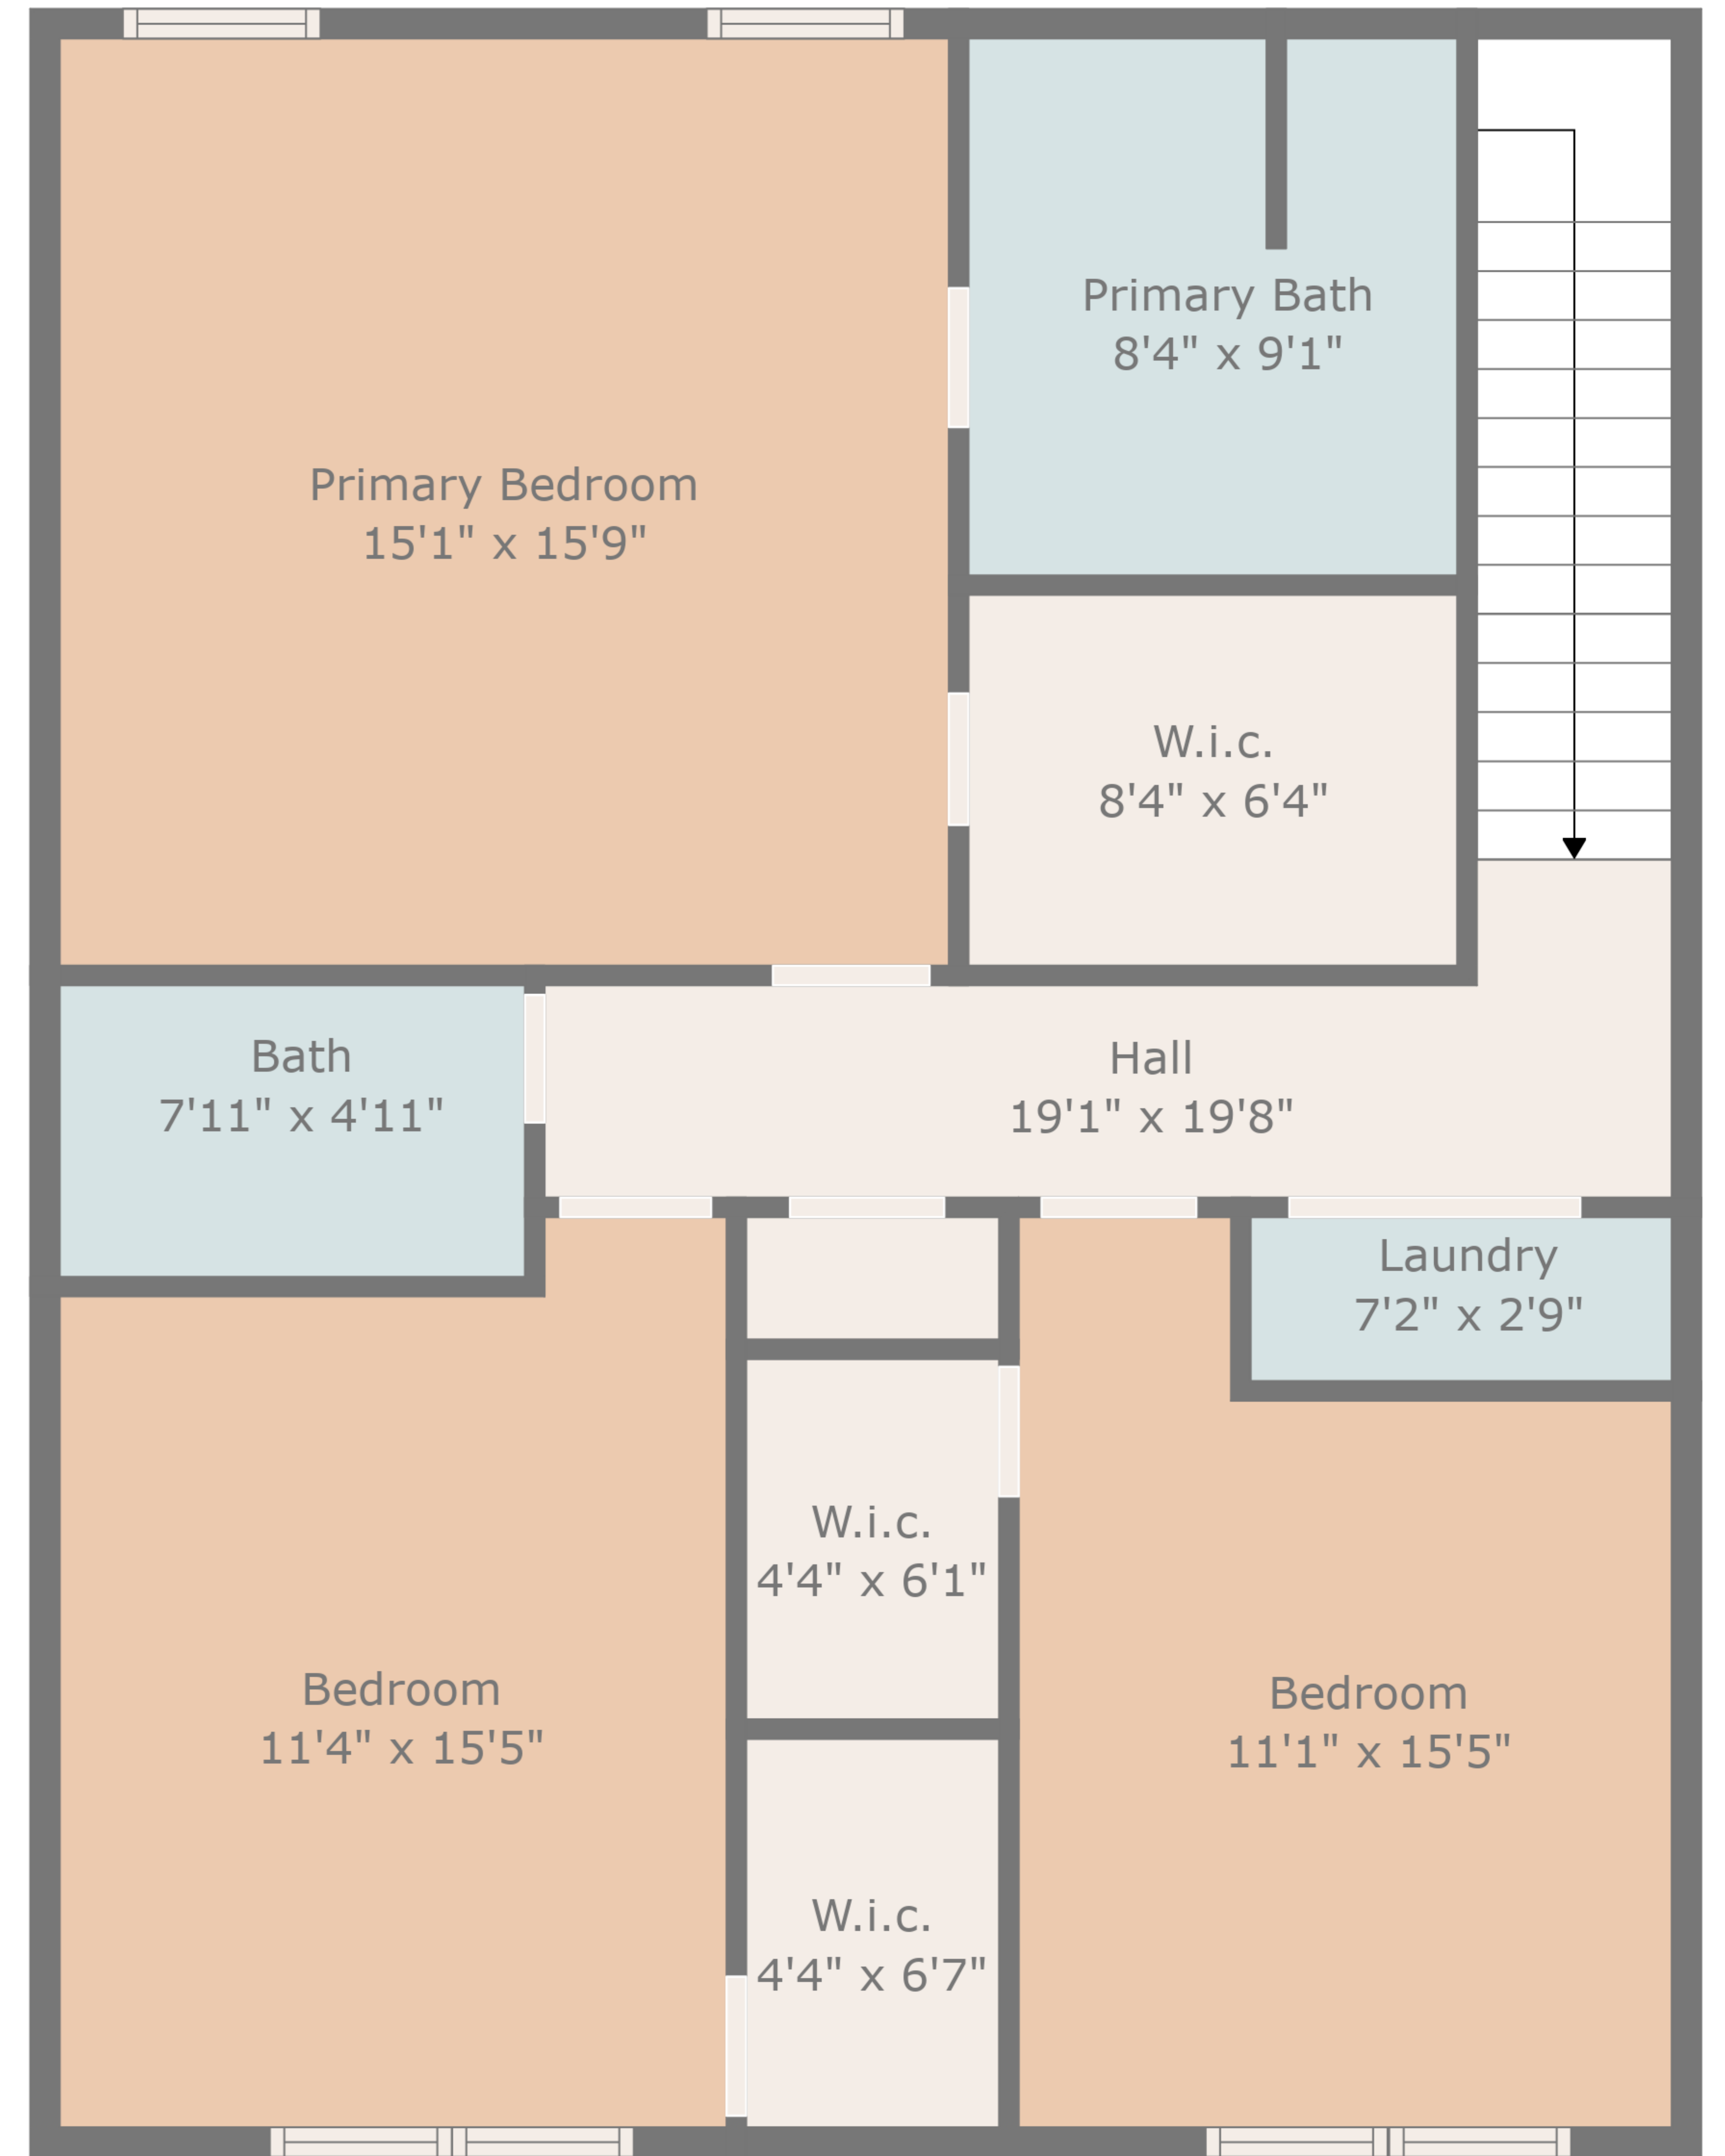 Primary Bath
8'4" x 9'1"
Primary Bedroom
15'1" x 15'9"
W.i.c.
8'4" x 6'4"
Bath
7'11" x 4'11"
Hall
19'1" x 19'8"
Laundry
7'2" x 2'9"
W.i.c.
4'4" x 6'1"
Bedroom
11'4" x 15'5"
Bedroom
11'1" x 15'5"
W.i.c.
4'4" x 6'7"